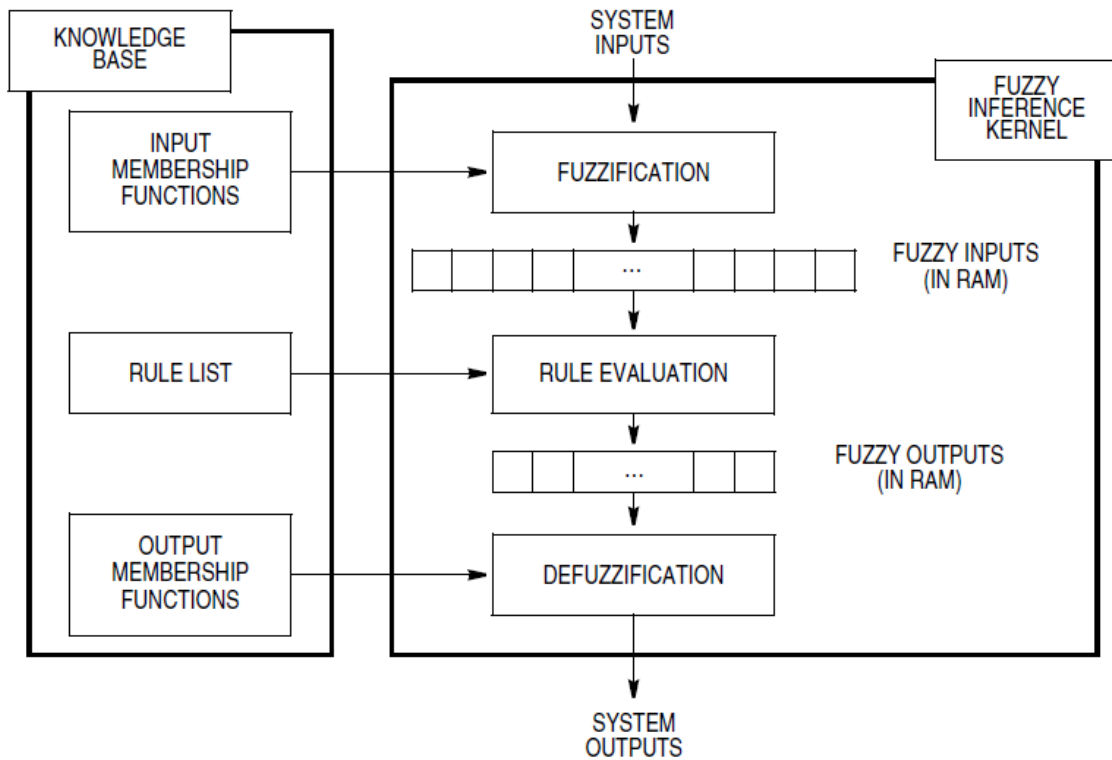 KNOWLEDGE
BASE
SYSTEM
INPUTS
FUZZY
INFERENCE
KERNEL
INPUT
MEMBERSHIP
FUNCTIONS
FUZZIFICATION
...
FUZZY INPUTS
(IN RAM)
RULE LIST
RULE EVALUATION
...
FUZZY OUTPUTS
(IN RAM)
OUTPUT
MEMBERSHIP
FUNCTIONS
DEFUZZIFICATION
SYSTEM
OUTPUTS